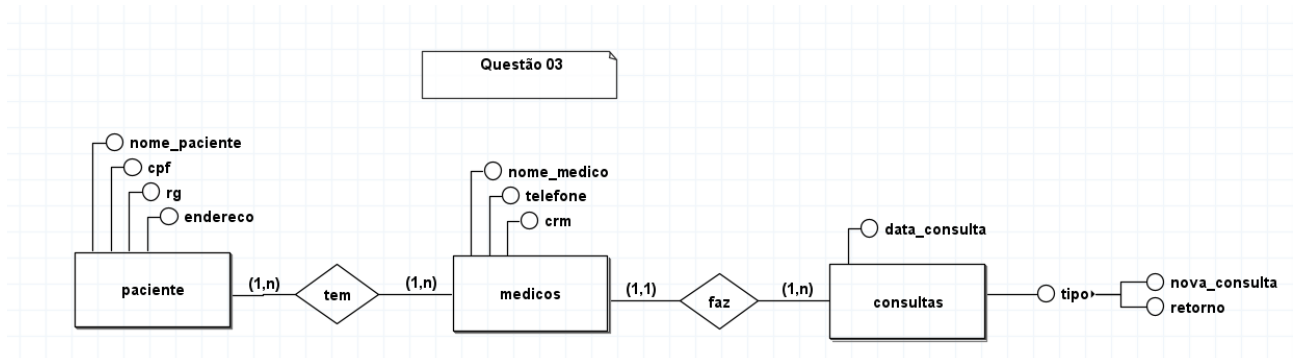 Questão 03
nome_paciente
cpf
rg
endereco
paciente
(1,n)
tem
(1,n)
nome_medico
telefone
crm
medicos
(1,1)
faz
(1,n)
data_consulta
consultas
tipo
nova_consulta
retorno